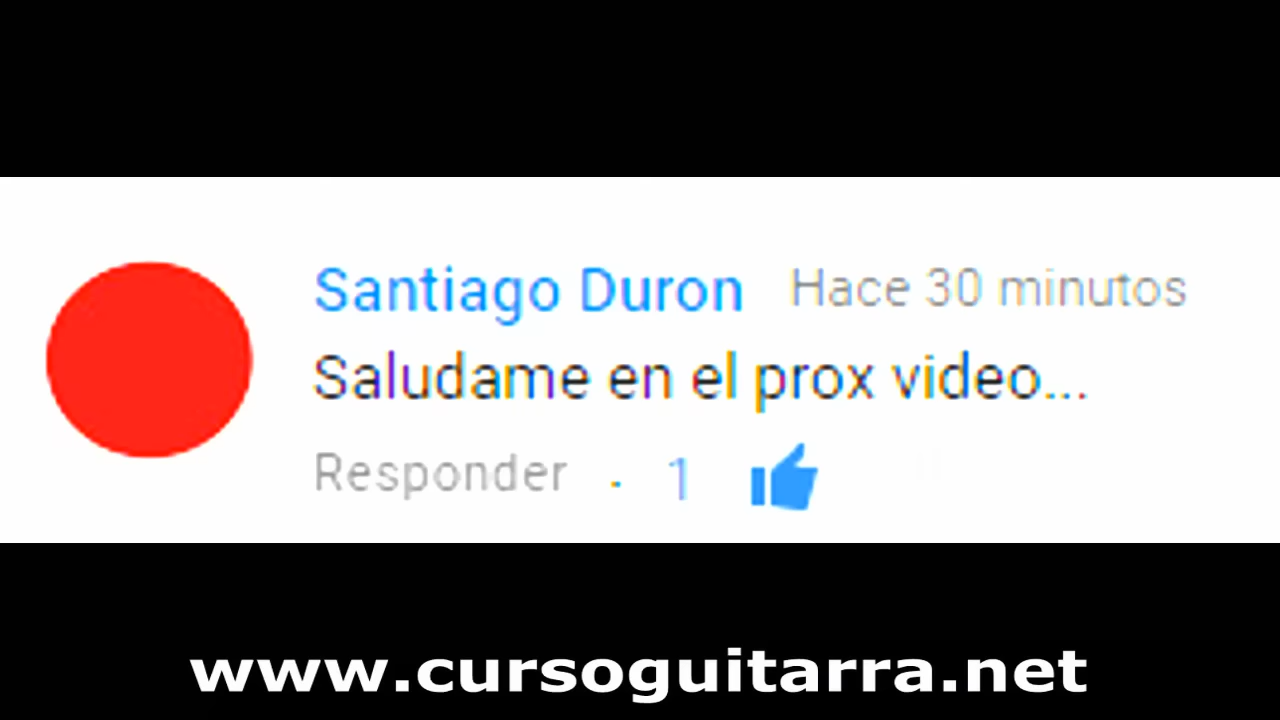 Santiago Duron Hace 30 minutos
Saludame en el prox video...
Responder · 1
www.cursoguitarra.net